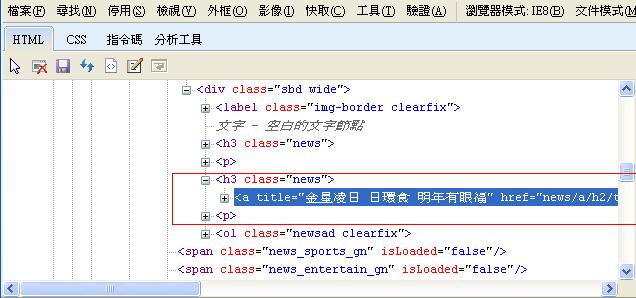 檔案(F) 尋找(N) 停用(S) 檢視(V) 外框(O) 影像(I) 快取(C) 工具(T) 驗證(A) 瀏覽器模式:IE8(B) 文件模式(M
HTML CSS 指令碼 分析工具
<div class="sbd wide">
<label class="img-border clearfix">
文字 - 空白的文字節點
<h3 class="news">
<p>
<h3 class="news">
<a title="金星凌日 日環食 明年有眼福" href="news/a/h2/t
<p>
<ol class="newsad clearfix">
<span class="news_sports_gn" isLoaded="false"/>
<span class="news_entertain_gn" isLoaded="false"/>